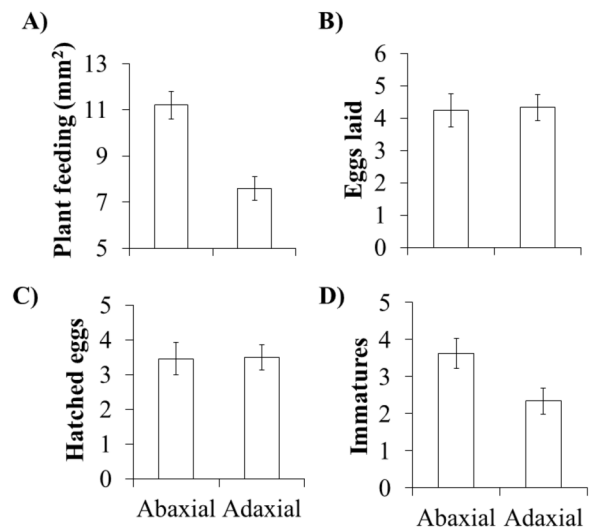 A)
Plant feeding (mm²)
13
11
9
7
5
B)
Eggs laid
6
5
4
3
2
1
0
C)
Hatched eggs
5
4
3
2
1
0
Abaxial Adaxial
D)
Immatures
5
4
3
2
1
0
Abaxial Adaxial